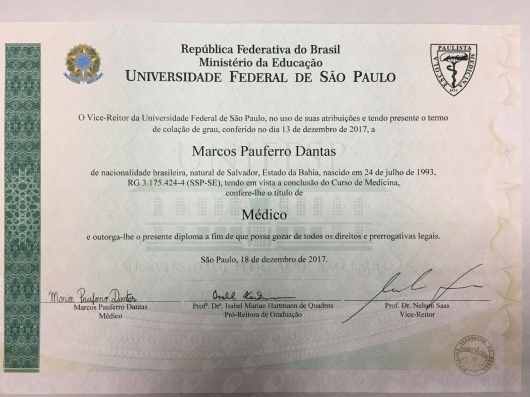 República Federativa do Brasil
Ministério da Educação
UNIVERSIDADE FEDERAL DE SÃO PAULO
ESCOLA PAULISTA MEDICINA
O Vice-Reitor da Universidade Federal de São Paulo, no uso de suas atribuições e tendo presente o termo
de colação de grau, conferido no dia 13 de dezembro de 2017, a
Marcos Pauferro Dantas
de nacionalidade brasileira, natural de Salvador, Estado da Bahia, nascido em 24 de julho de 1993,
RG 3.175.424-4 (SSP-SE), tendo em vista a conclusão do Curso de Medicina,
confere-lhe o título de
Médico
e outorga-lhe o presente diploma a fim de que possa gozar de todos os direitos e prerrogativas legais.
São Paulo, 18 de dezembro de 2017.
Marcos Pauferro Dantas
Marcos Pauferro Dantas
Médico
Profª. Drª. Isabel Marian Hartmann de Quadros
Pró-Reitora de Graduação
Prof. Dr. Nelson Sass
Vice-Reitor